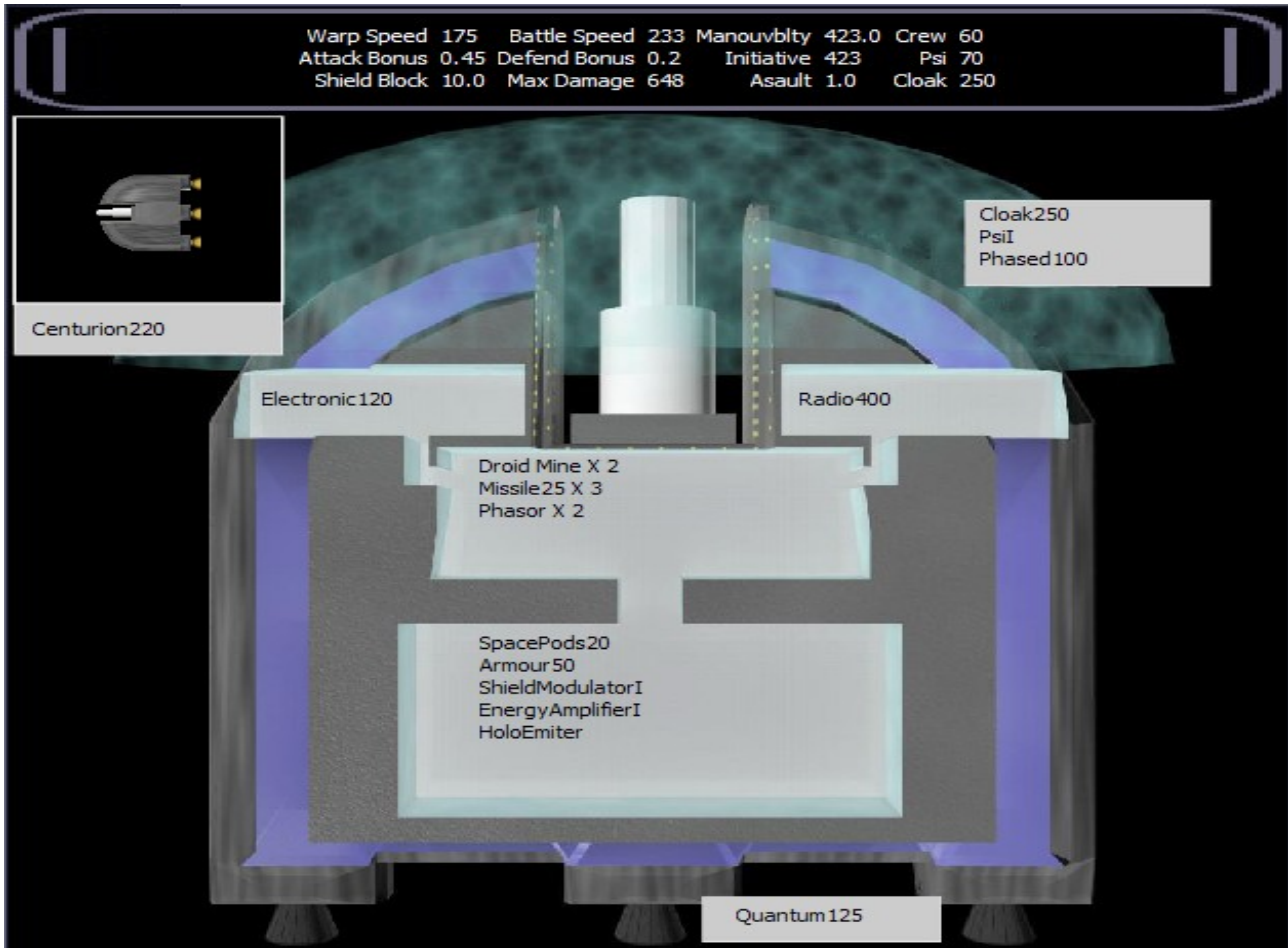 Warp Speed 175 Battle Speed 233 Manouvblty 423.0 Crew 60
Attack Bonus 0.45 Defend Bonus 0.2 Initiative 423 Psi 70
Shield Block 10.0 Max Damage 648 Asault 1.0 Cloak 250
Cloak250
PsiI
Phased100
Centurion220
Electronic120
Radio400
Droid Mine X 2
Missile25 X 3
Phasor X 2
SpacePods20
Armour50
ShieldModulatorI
EnergyAmplifierI
HoloEmiter
Quantum125